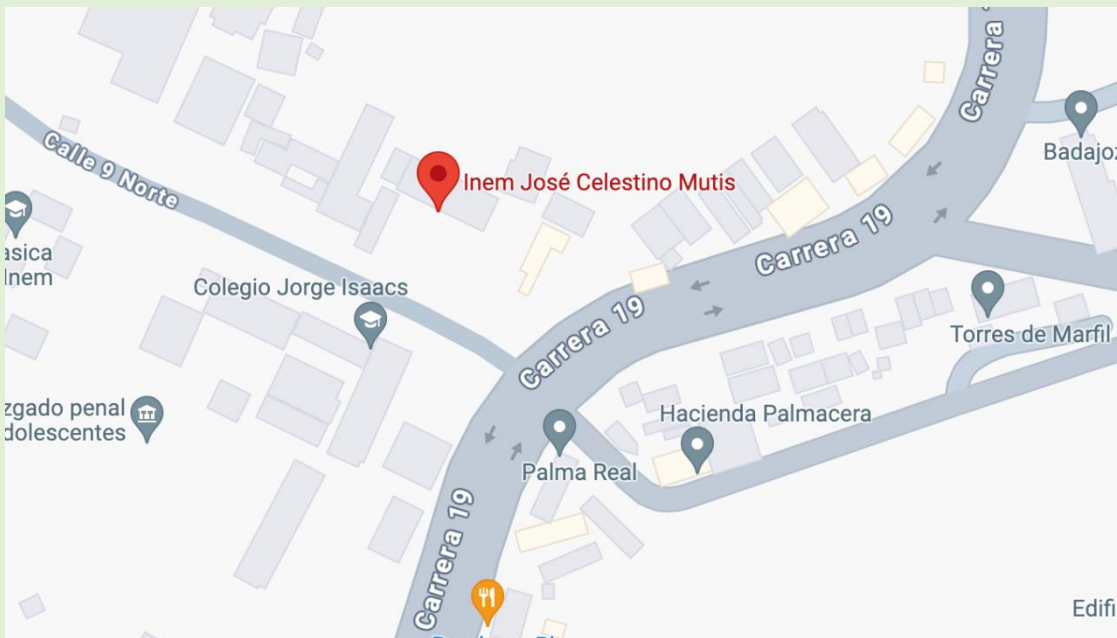 Carrera 19
Calle 9 Norte
Badajoz
Inem José Celestino Mutis
Carrera 19
asica
Inem
Colegio Jorge Isaacs
Carrera 19
Torres de Marfil
zgado penal
dolescentes
Hacienda Palmacera
Palma Real
Carrera 19
Edifi